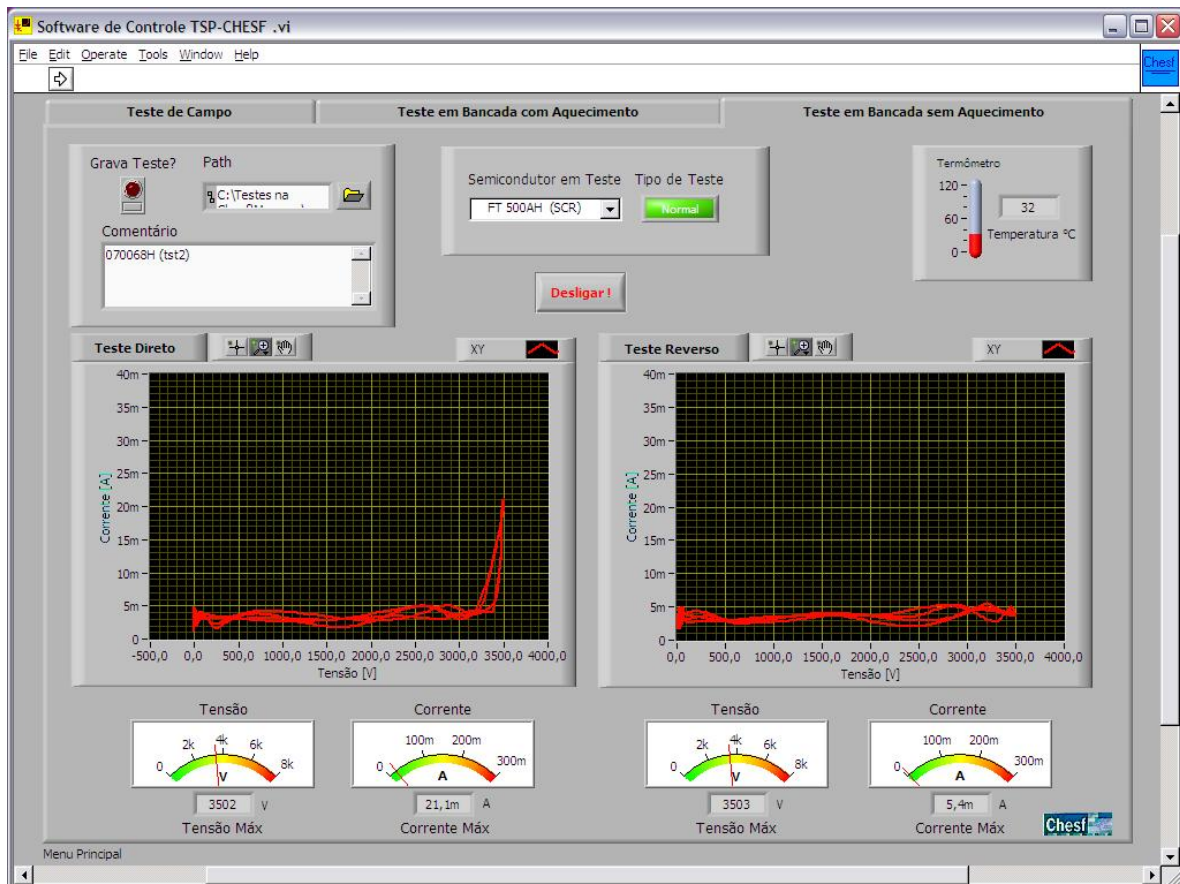 Software de Controle TSP-CHESF .vi
File Edit Operate Tools Window Help
Chesf
Teste de Campo
Teste em Bancada com Aquecimento
Teste em Bancada sem Aquecimento
Grava Teste?
Path
C:\Testes na
Comentário
070068H (tst2)
Semicondutor em Teste
Tipo de Teste
FT 500AH (SCR)
Normal
Desligar !
Termômetro
120
60
0
32
Temperatura ºC
Teste Direto
XY
40m
35m
30m
25m
20m
15m
10m
5m
0
Corrente [A]
-500,0 0,0 500,0 1000,0 1500,0 2000,0 2500,0 3000,0 3500,0 4000,0
Tensão [V]
Teste Reverso
XY
40m
35m
30m
25m
20m
15m
10m
5m
0
Corrente [A]
0,0 500,0 1000,0 1500,0 2000,0 2500,0 3000,0 3500,0 4000,0
Tensão [V]
Tensão
0 2k 4k 6k 8k
V
3502 V
Tensão Máx
Corrente
0 100m 200m 300m
A
21,1m A
Corrente Máx
Tensão
0 2k 4k 6k 8k
V
3503 V
Tensão Máx
Corrente
0 100m 200m 300m
A
5,4m A
Corrente Máx
Chesf
Menu Principal